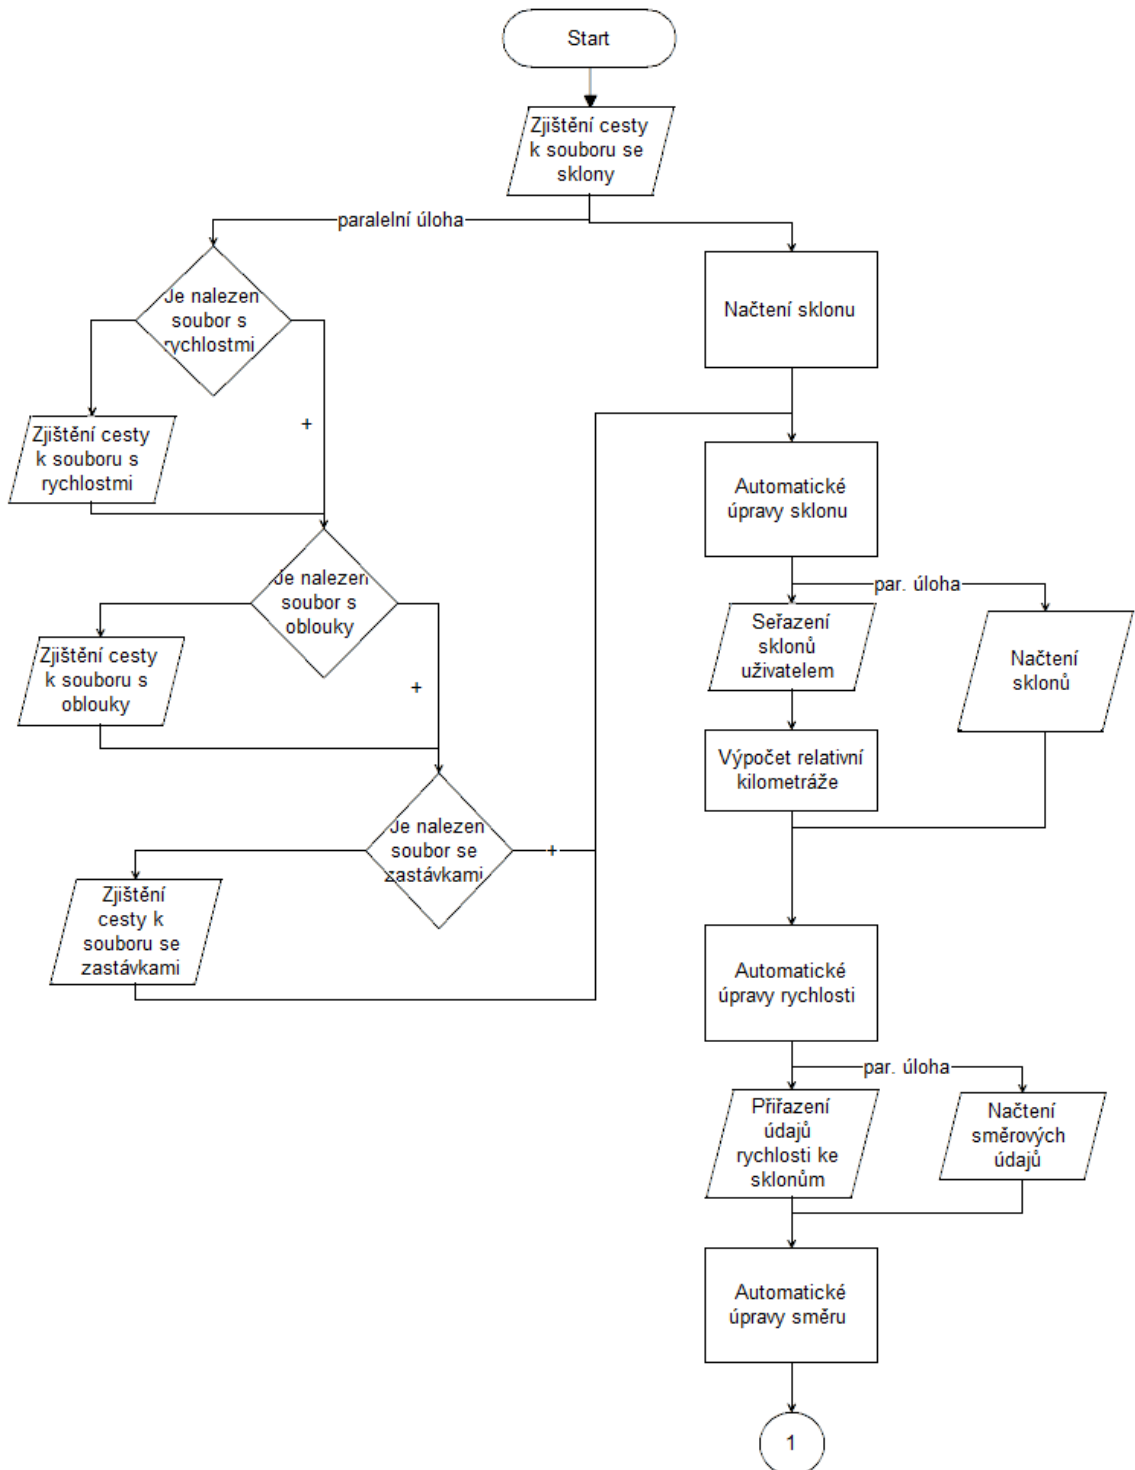 Start
Zjištění cesty
k souboru se
sklony
paralelní úloha
Je nalezen
soubor s
rychlostmi
Načtení sklonu
+
Zjištění cesty
k souboru s
rychlostmi
Automatické
úpravy sklonu
Je nalezen
soubor s
oblouky
par. úloha
Seřazení
sklonů
uživatelem
Načtení
sklonů
Zjištění cesty
k souboru s
oblouky
+
Výpočet relativní
kilometráže
Je nalezen
soubor se
zastávkami
+
Zjištění
cesty k
souboru se
zastávkami
Automatické
úpravy rychlosti
par. úloha
Přiřazení
údajů
rychlosti ke
sklonům
Načtení
směrových
údajů
Automatické
úpravy směru
1